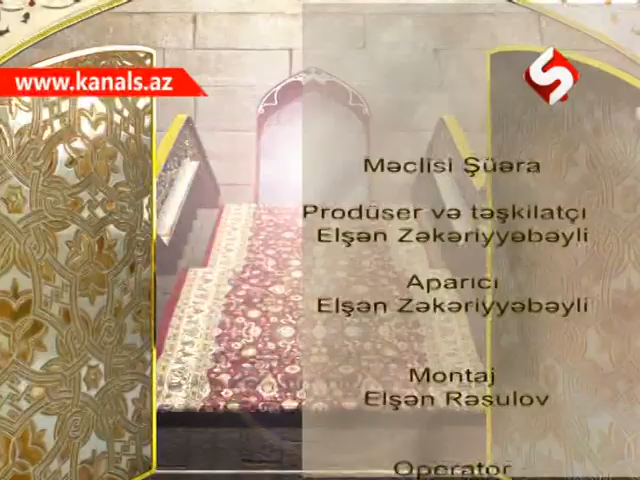 www.kanals.az
Məclisi Şüəra
Prodüser və təşkilatçı
Elşən Zəkəriyyəbəyli
Aparıcı
Elşən Zəkəriyyəbəyli
Montaj
Elşən Rəsulov
Operator